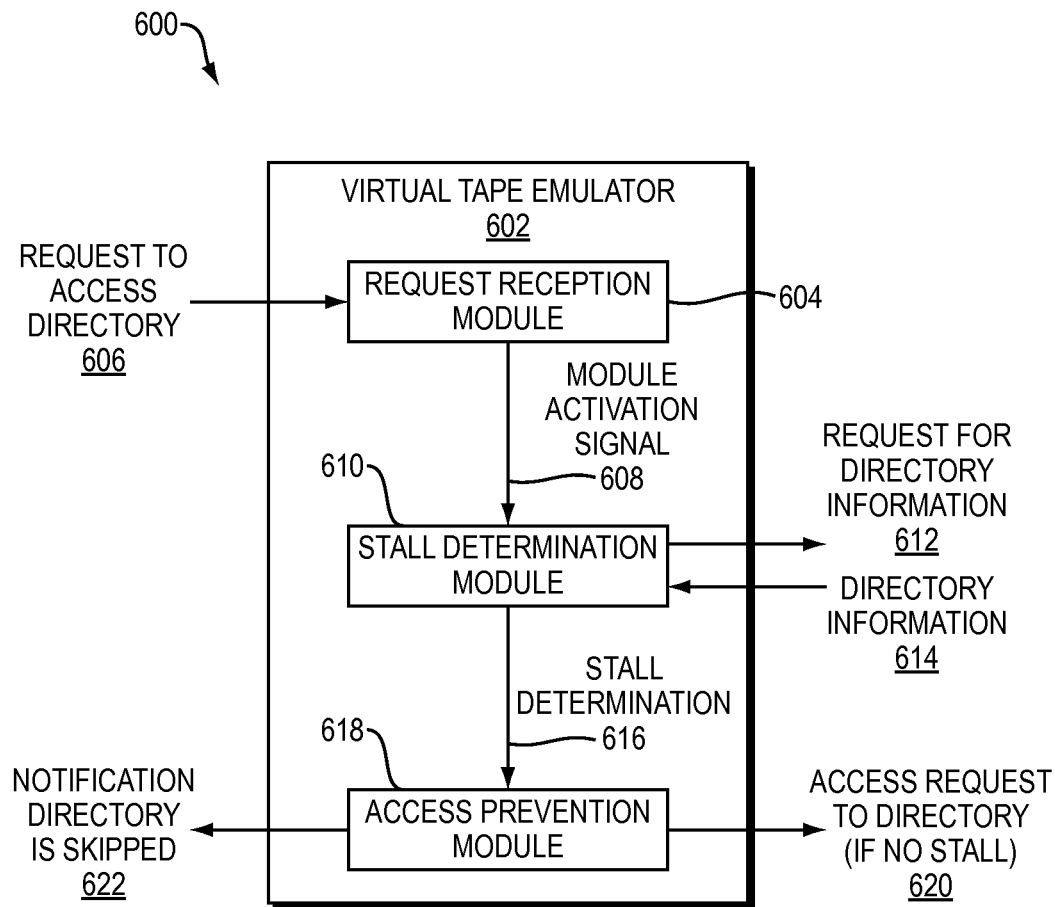 600
VIRTUAL TAPE EMULATOR
602
REQUEST TO
ACCESS
DIRECTORY
606
REQUEST RECEPTION
MODULE
604
MODULE
ACTIVATION
SIGNAL
608
610
STALL DETERMINATION
MODULE
REQUEST FOR
DIRECTORY
INFORMATION
612
DIRECTORY
INFORMATION
614
STALL
DETERMINATION
616
618
NOTIFICATION
DIRECTORY
IS SKIPPED
622
ACCESS PREVENTION
MODULE
ACCESS REQUEST
TO DIRECTORY
(IF NO STALL)
620